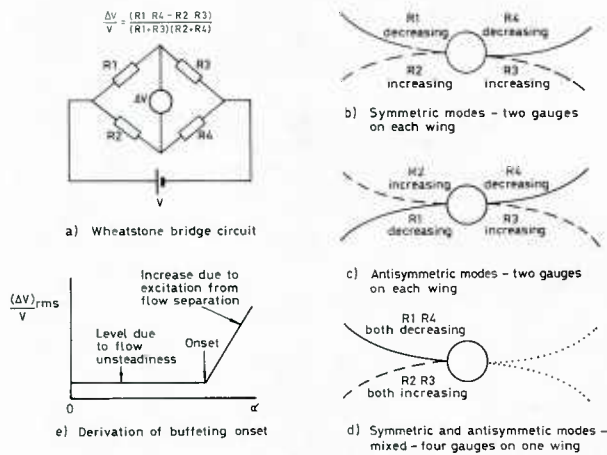 ΔV/V = (R1 R4 - R2 R3)/(R1+R3)(R2+R4)
R1
R3
ΔV
R2
R4
V
a) Wheatstone bridge circuit
R1
decreasing
R4
decreasing
R2
increasing
R3
increasing
b) Symmetric modes - two gauges
on each wing
R2
increasing
R4
decreasing
R1
decreasing
R3
increasing
c) Antisymmetric modes - two gauges
on each wing
(ΔV)/V rms
Increase due to
excitation from
flow separation
Level due
to flow
unsteadiness
Onset
0
α
e) Derivation of buffeting onset
R1 R4
both decreasing
R2 R3
both increasing
d) Symmetric and antisymmetic modes -
mixed - four gauges on one wing